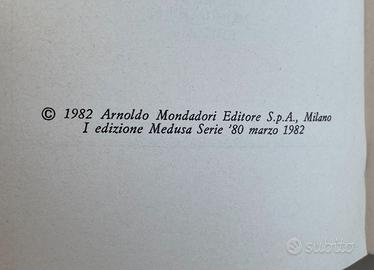 © 1982 Arnoldo Mondadori Editore S.p.A., Milano
I edizione Medusa Serie '80 marzo 1982
subito